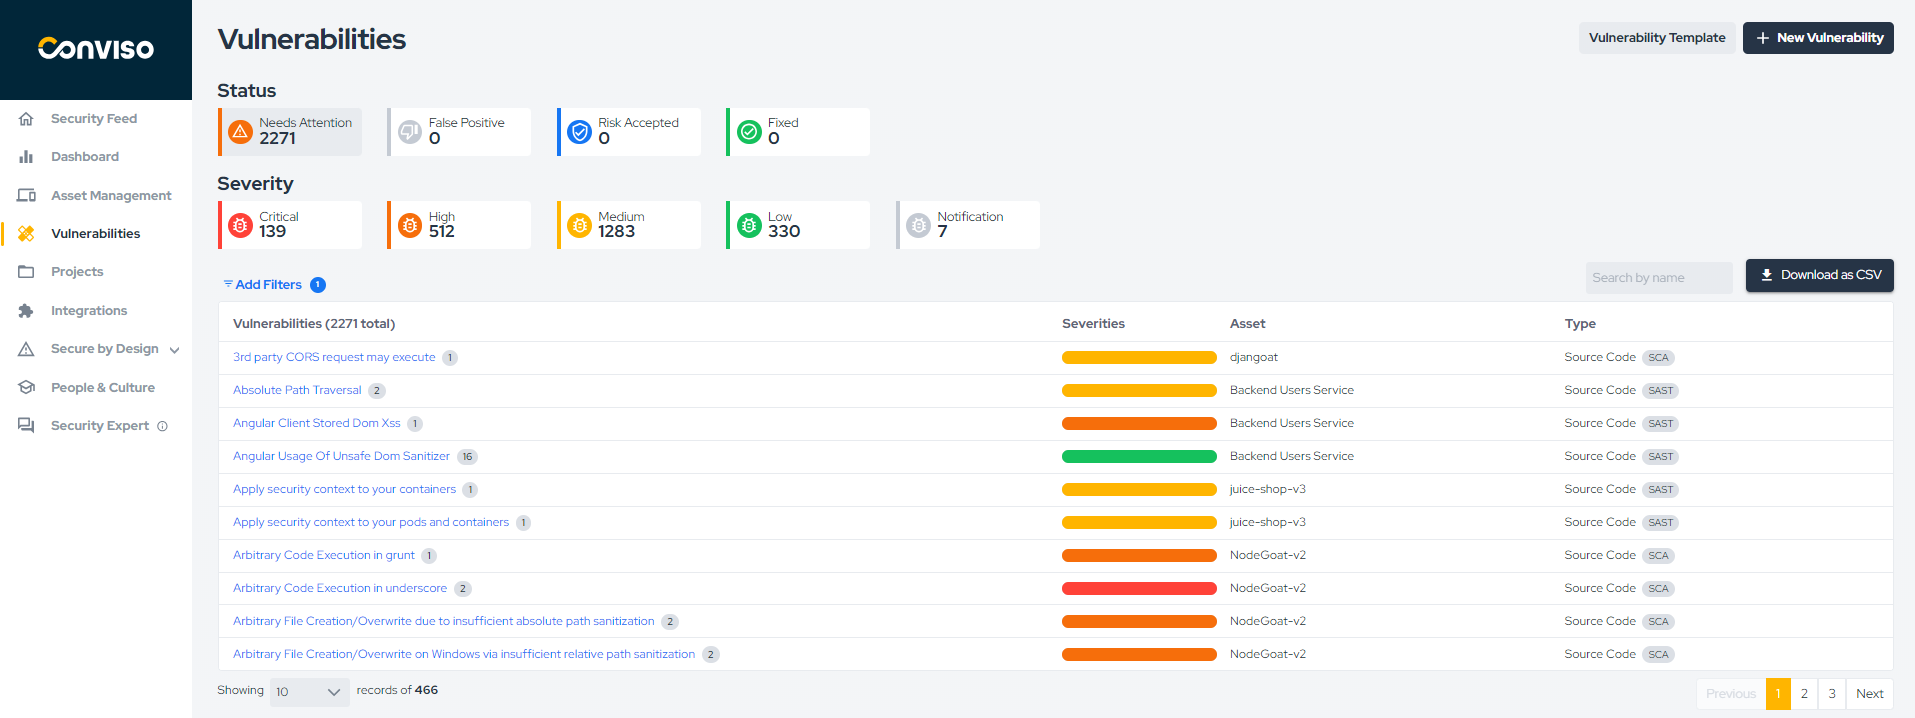 CONVISO
Security Feed
Dashboard
Asset Management
Vulnerabilities
Projects
Integrations
Secure by Design
People & Culture
Security Expert
Vulnerabilities
Vulnerability Template
New Vulnerability
Status
Needs Attention
2271
False Positive
0
Risk Accepted
0
Fixed
0
Severity
Critical
139
High
512
Medium
1283
Low
330
Notification
7
Add Filters 1
Search by name
Download as CSV
Vulnerabilities (2271 total) Severities Asset Type
3rd party CORS request may execute 1 djangoat Source Code SCA
Absolute Path Traversal 2 Backend Users Service Source Code SAST
Angular Client Stored Dom Xss 1 Backend Users Service Source Code SAST
Angular Usage Of Unsafe Dom Sanitizer 16 Backend Users Service Source Code SAST
Apply security context to your containers 1 juice-shop-v3 Source Code SAST
Apply security context to your pods and containers 1 juice-shop-v3 Source Code SAST
Arbitrary Code Execution in grunt 1 NodeGoat-v2 Source Code SCA
Arbitrary Code Execution in underscore 2 NodeGoat-v2 Source Code SCA
Arbitrary File Creation/Overwrite due to insufficient absolute path sanitization 2 NodeGoat-v2 Source Code SCA
Arbitrary File Creation/Overwrite on Windows via insufficient relative path sanitization 2 NodeGoat-v2 Source Code SCA
Showing 10 records of 466
Previous 1 2 3 Next